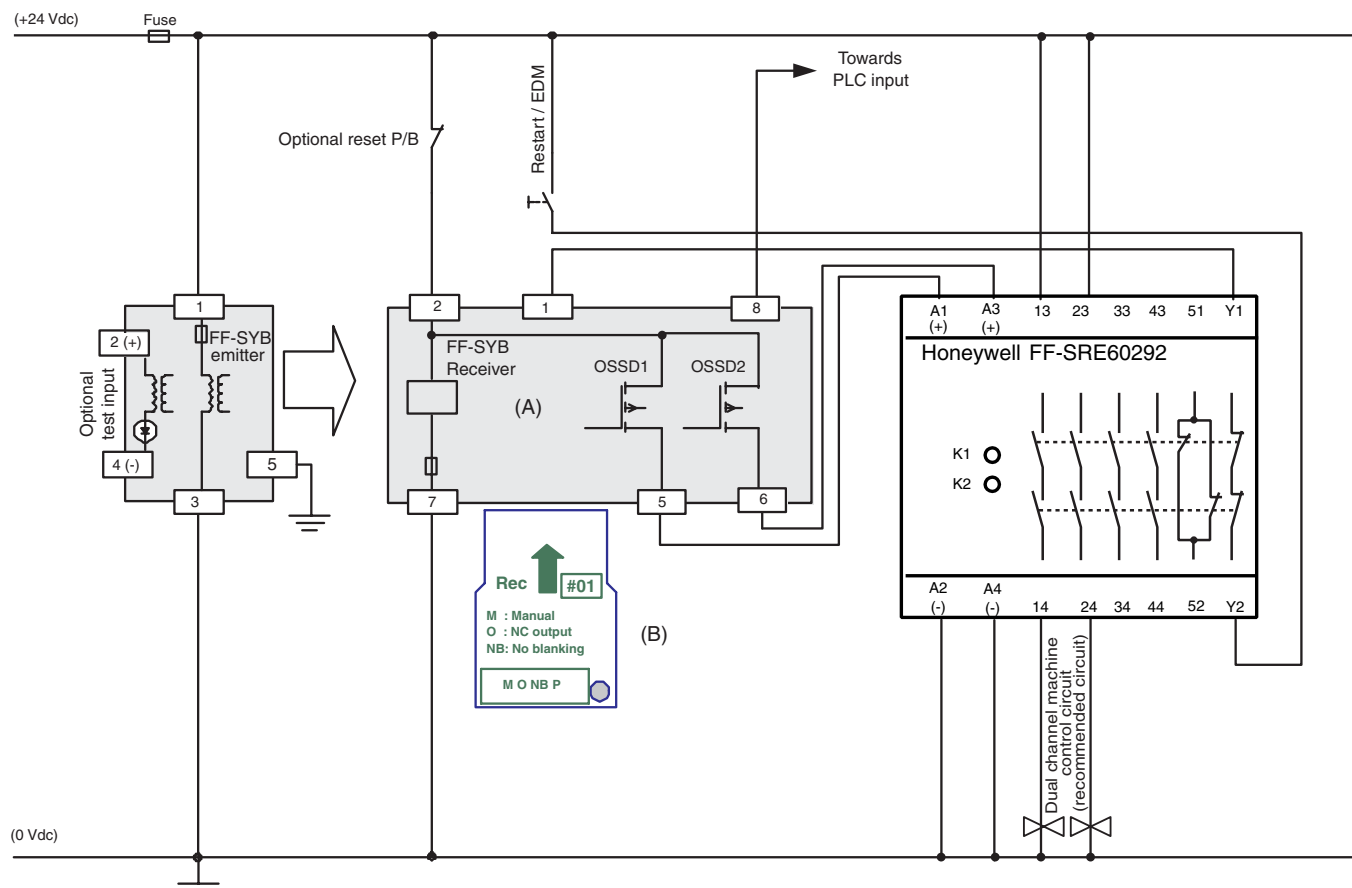 (+24 Vdc)
Fuse
Towards
PLC input
Optional reset P/B
Restart / EDM
1
2 (+)
FF-SYB
emitter
Optional
test input
4 (-)
5
3
2
1
8
FF-SYB
Receiver
OSSD1
OSSD2
(A)
7
5
6
A1
(+)
A3
(+)
13
23
33
43
51
Y1
Honeywell FF-SRE60292
K1
K2
A2
(-)
A4
(-)
14
24
34
44
52
Y2
Rec
#01
M : Manual
O : NC output
NB: No blanking
M O NB P
(B)
Dual channel machine
control circuit
(recommended circuit)
(0 Vdc)